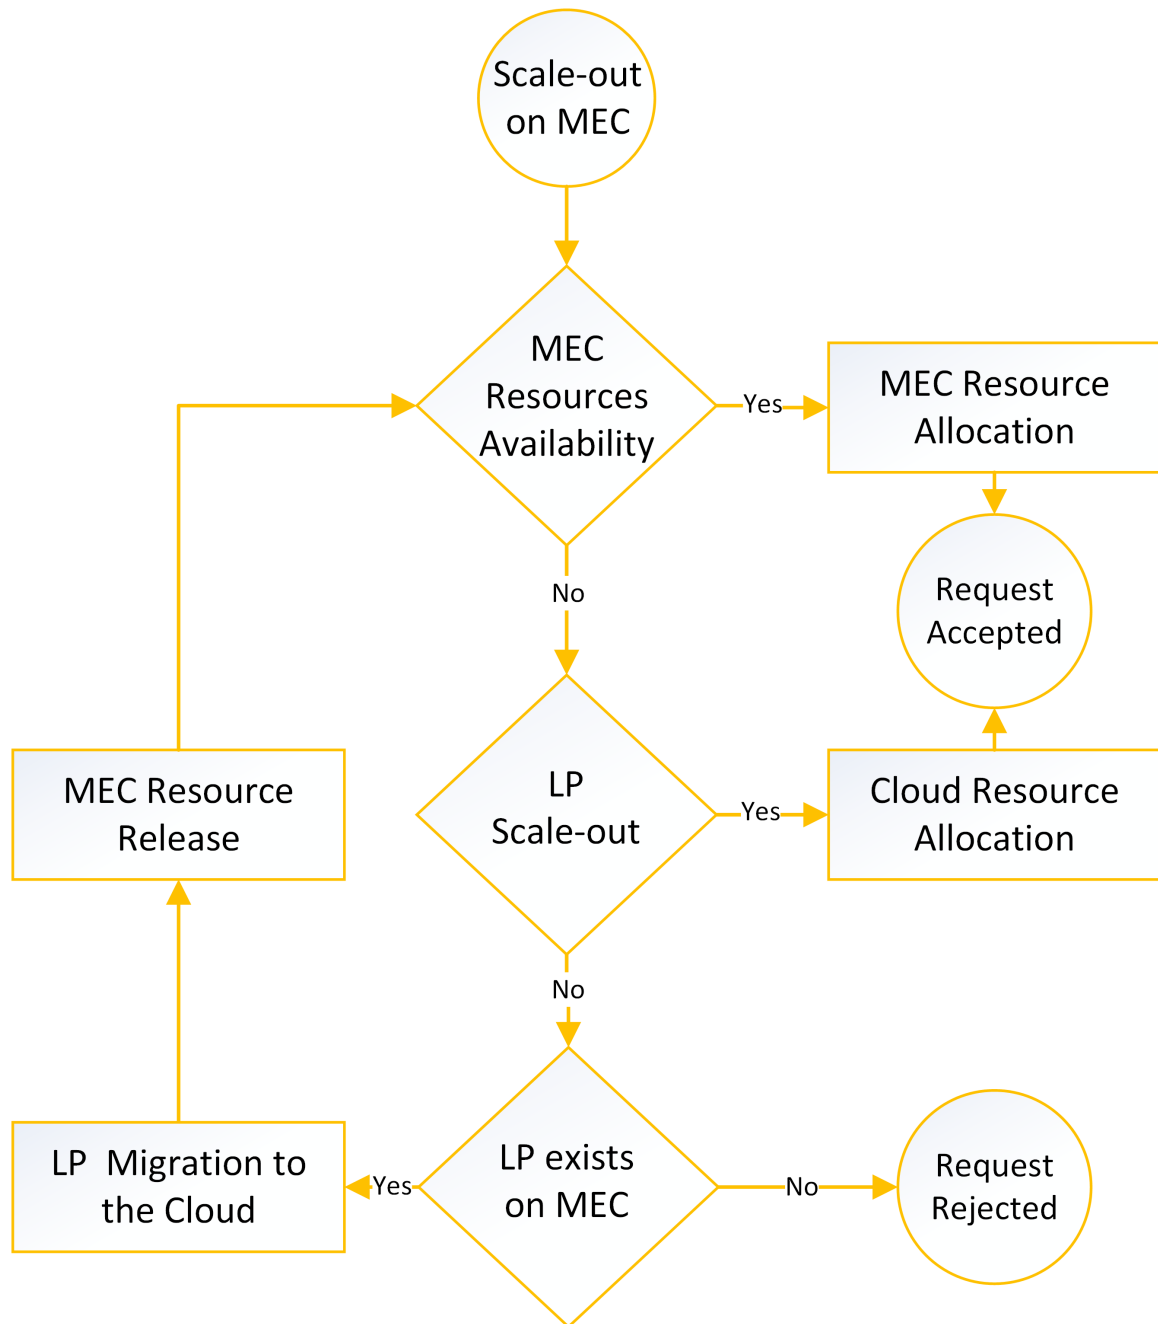 Scale-out
on MEC
MEC
Resources
Availability
Yes
MEC Resource
Allocation
Request
Accepted
No
MEC Resource
Release
LP
Scale-out
Yes
Cloud Resource
Allocation
No
LP  Migration to
the Cloud
Yes
LP exists
on MEC
No
Request
Rejected